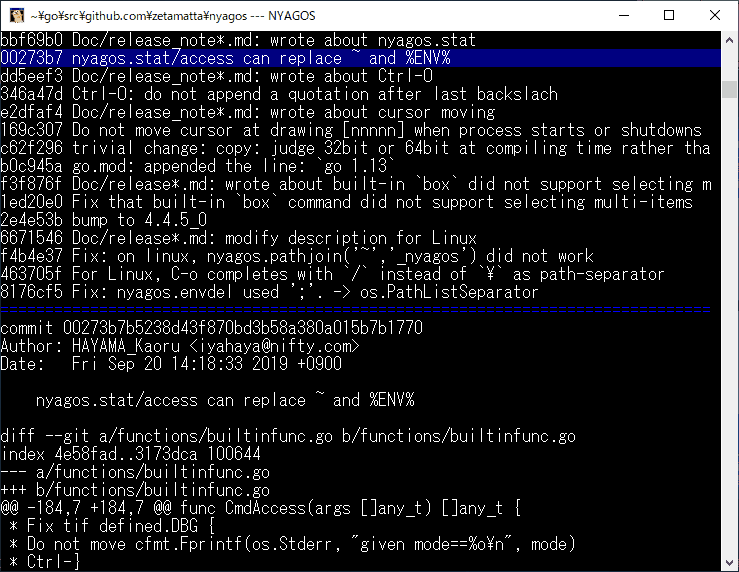 ~¥go¥src¥github.com¥zetamatta¥nyagos --- NYAGOS
bbf69b0 Doc/release_note*.md: wrote about nyagos.stat
00273b7 nyagos.stat/access can replace ~ and %ENV%
dd5eef3 Doc/release_note*.md: wrote about Ctrl-O
346a47d Ctrl-O: do not append a quotation after last backslach
e2dfaf4 Doc/release_note*.md: wrote about cursor moving
169c307 Do not move cursor at drawing [nnnnn] when process starts or shutdowns
c62f296 trivial change: copy: judge 32bit or 64bit at compiling time rather tha
b0c945a go.mod: appended the line: `go 1.13`
f3f876f Doc/release*.md: wrote about built-in `box` did not support selecting m
1ed20e0 Fix that built-in `box` command did not support selecting multi-items
2e4e53b bump to 4.4.5_0
6671546 Doc/release*.md: modify description for Linux
f4b4e37 Fix: on linux, nyagos.pathjoin('~','_nyagos') did not work
463705f For Linux, C-o completes with `/` instead of `¥` as path-separator
8176cf5 Fix: nyagos.envdel used ';'. -> os.PathListSeparator
commit 00273b7b5238d43f870bd3b58a380a015b7b1770
Author: HAYAMA_Kaoru <iyahaya@nifty.com>
Date:   Fri Sep 20 14:18:33 2019 +0900
nyagos.stat/access can replace ~ and %ENV%
diff --git a/functions/builtinfunc.go b/functions/builtinfunc.go
index 4e58fad..3173dca 100644
--- a/functions/builtinfunc.go
+++ b/functions/builtinfunc.go
@@ -184,7 +184,7 @@ func CmdAccess(args []any_t) []any_t {
* Fix tif defined.DBG {
* Do not move cfmt.Fprintf(os.Stderr, "given mode==%o¥n", mode)
* Ctrl-}